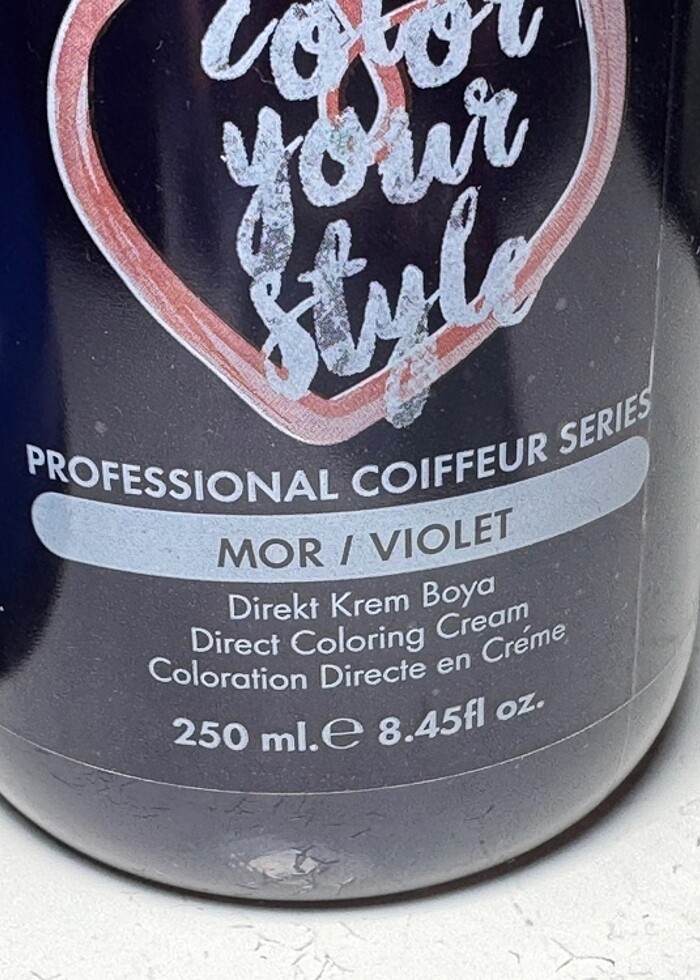 color
your
style
PROFESSIONAL COIFFEUR SERIES
MOR / VIOLET
Direkt Krem Boya
Direct Coloring Cream
Coloration Directe en Creme
250 ml.℮ 8.45fl oz.